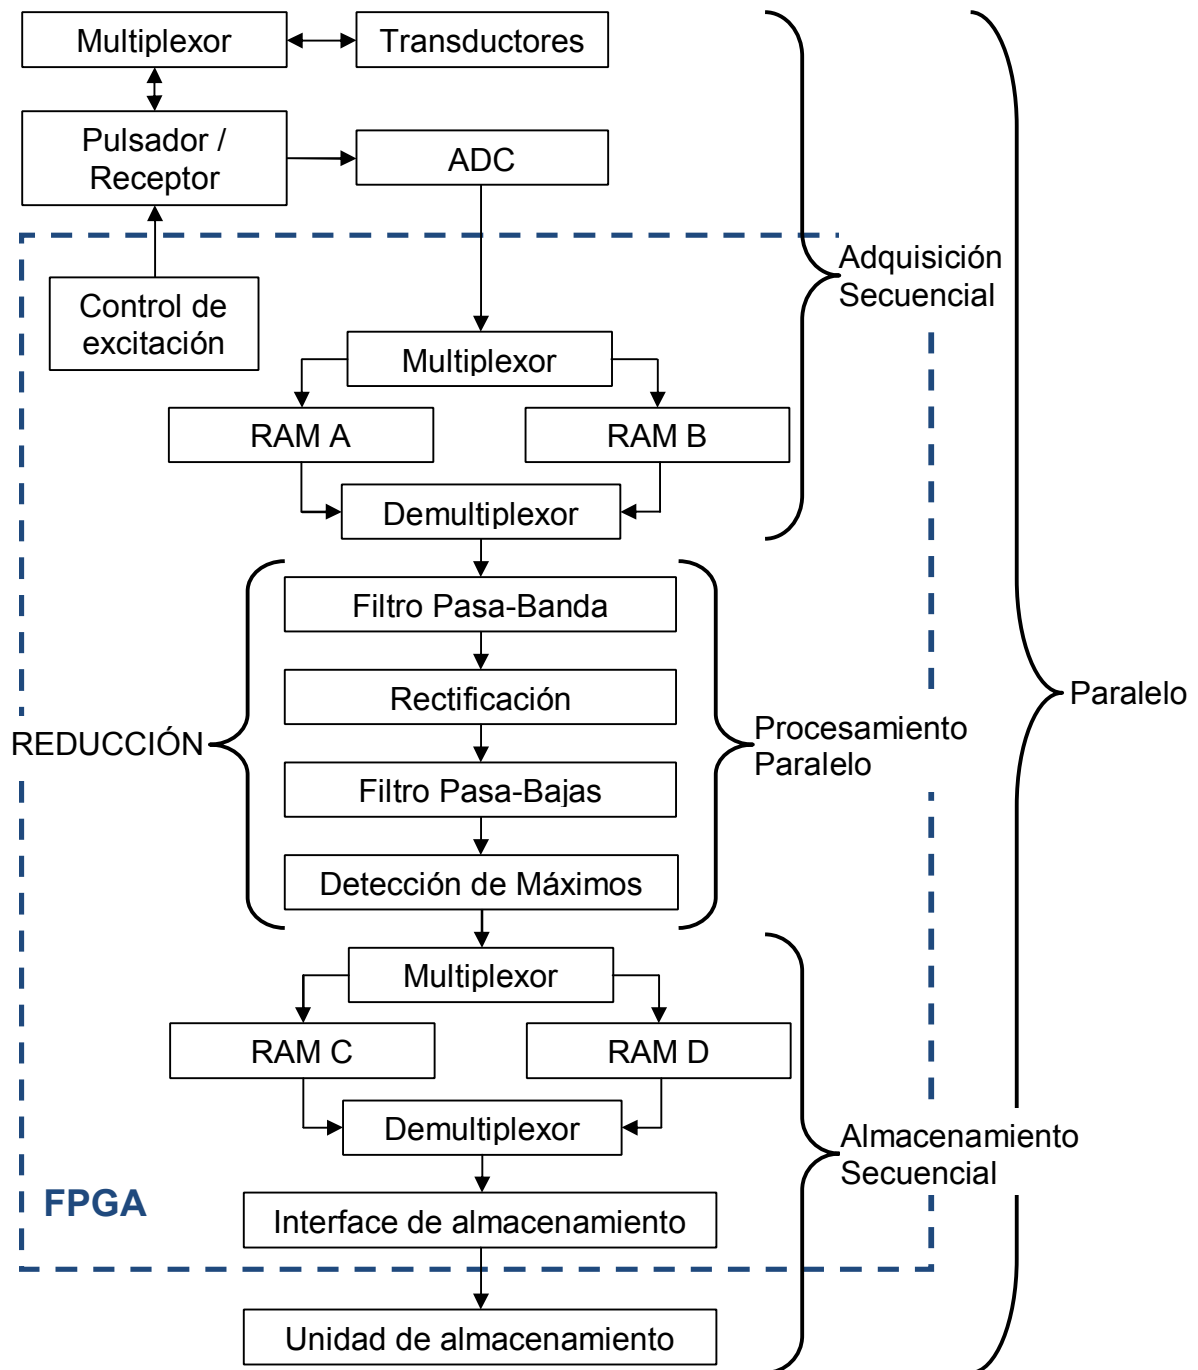 Multiplexor
Transductores
Pulsador /
Receptor
ADC
Adquisición
Secuencial
Control de
excitación
Multiplexor
RAM A
RAM B
Demultiplexor
Filtro Pasa-Banda
Rectificación
Paralelo
REDUCCIÓN
Procesamiento
Paralelo
Filtro Pasa-Bajas
Detección de Máximos
Multiplexor
RAM C
RAM D
Demultiplexor
Almacenamiento
Secuencial
FPGA
Interface de almacenamiento
Unidad de almacenamiento